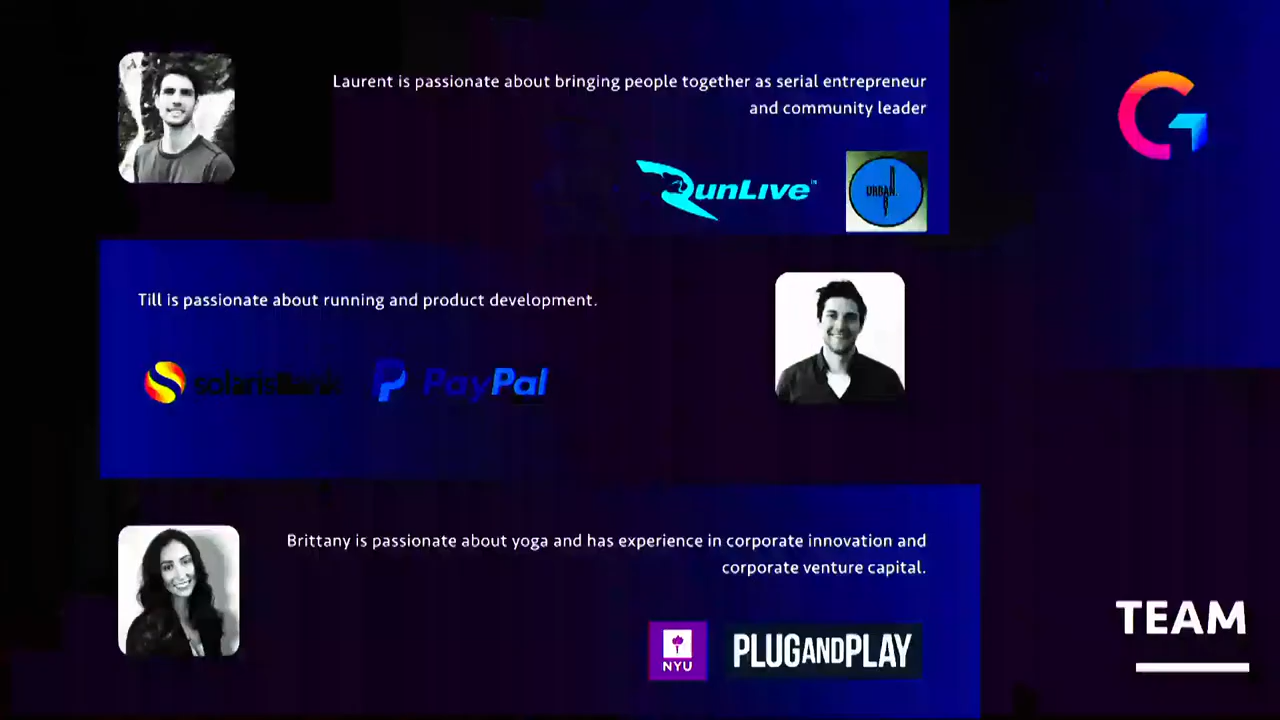 Laurent is passionate about bringing people together as serial entrepreneur
and community leader
RunLive™
URBAN
Till is passionate about running and product development.
solarisBank
PayPal
Brittany is passionate about yoga and has experience in corporate innovation and
corporate venture capital.
NYU
PLUGANDPLAY
TEAM